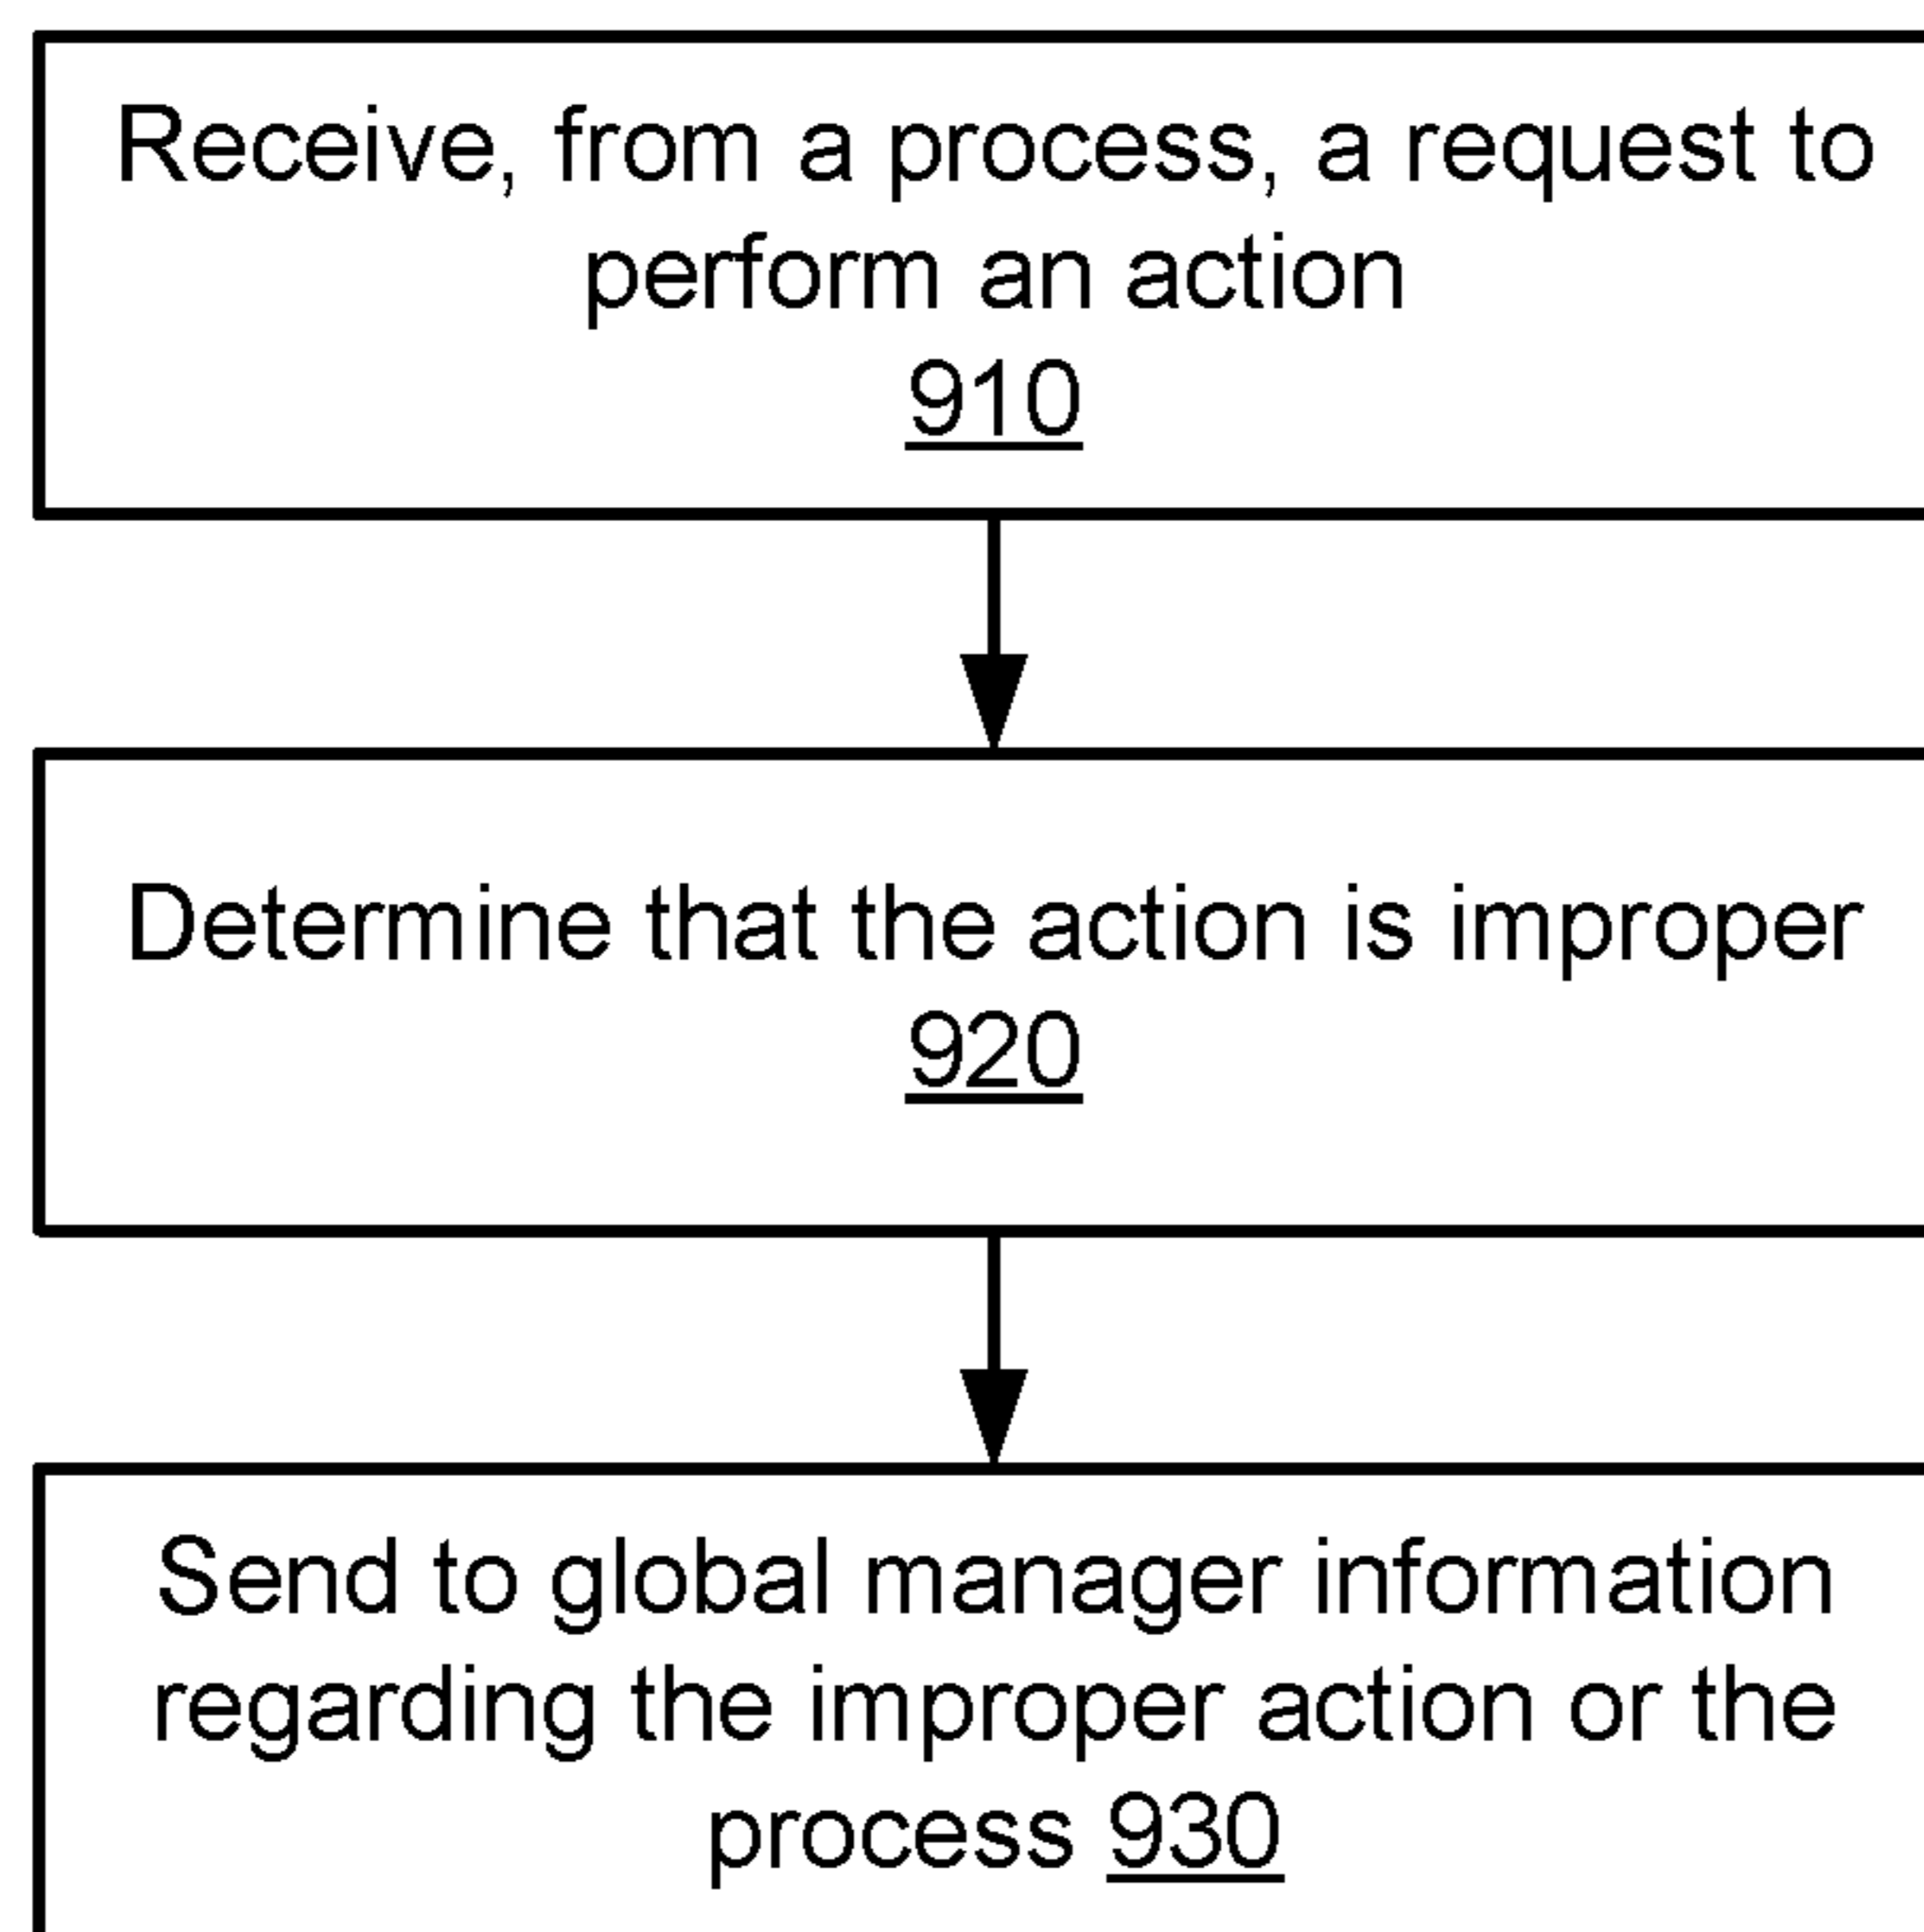 Receive, from a process, a request to
perform an action
910
Determine that the action is improper
920
Send to global manager information
regarding the improper action or the
process 930